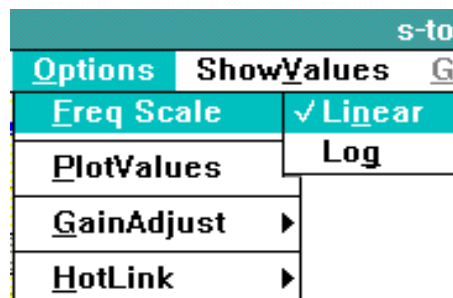 s-to
Options ShowValues G
Freq Scale ✓ Linear
Log
PlotValues
GainAdjust
HotLink